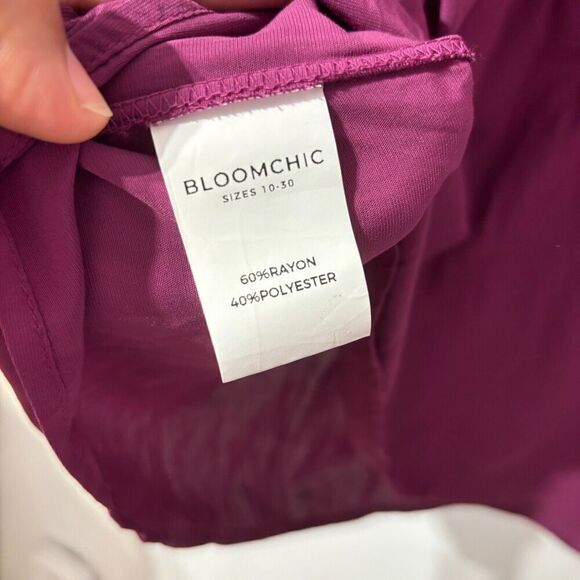 BLOOMCHIC
SIZES 10-30
60%RAYON
40%POLYESTER